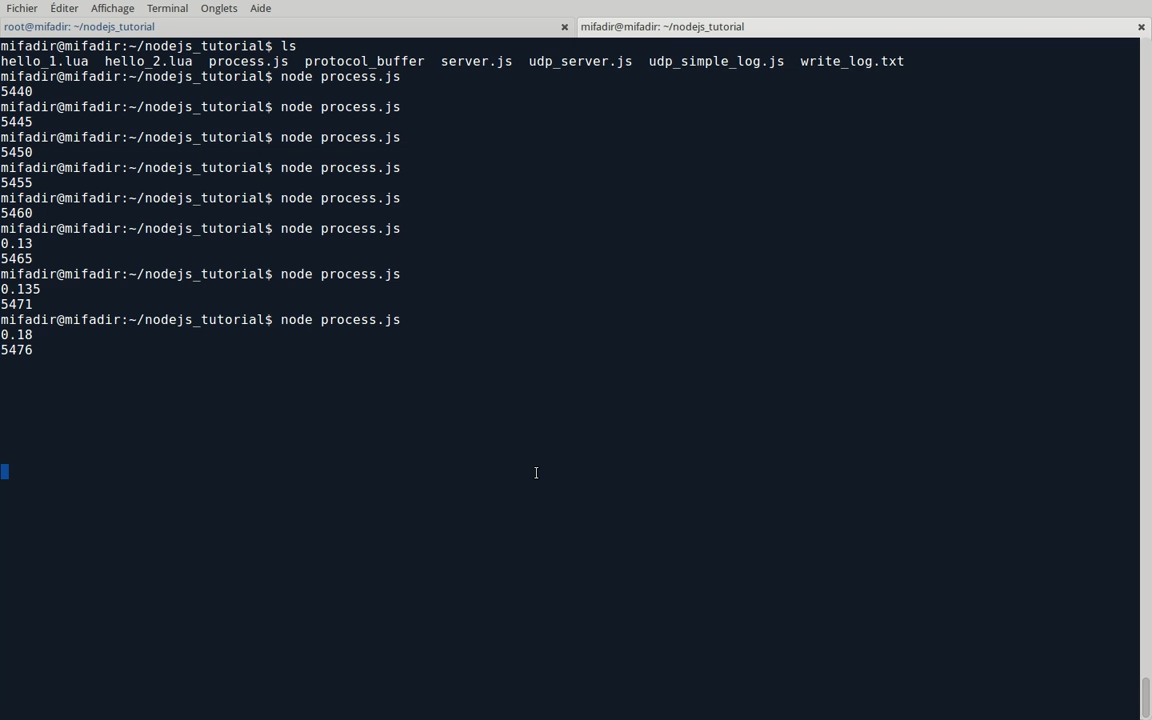 Fichier Éditer Affichage Terminal Onglets Aide
root@mifadir: ~/nodejs_tutorial mifadir@mifadir: ~/nodejs_tutorial
mifadir@mifadir:~/nodejs_tutorial$ ls
hello_1.lua  hello_2.lua  process.js  protocol_buffer  server.js  udp_server.js  udp_simple_log.js  write_log.txt
mifadir@mifadir:~/nodejs_tutorial$ node process.js
5440
mifadir@mifadir:~/nodejs_tutorial$ node process.js
5445
mifadir@mifadir:~/nodejs_tutorial$ node process.js
5450
mifadir@mifadir:~/nodejs_tutorial$ node process.js
5455
mifadir@mifadir:~/nodejs_tutorial$ node process.js
5460
mifadir@mifadir:~/nodejs_tutorial$ node process.js
0.13
5465
mifadir@mifadir:~/nodejs_tutorial$ node process.js
0.135
5471
mifadir@mifadir:~/nodejs_tutorial$ node process.js
0.18
5476